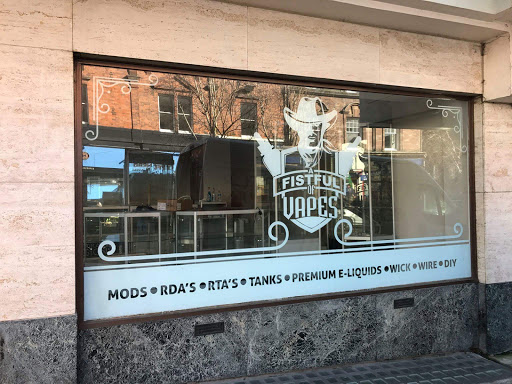 A
FISTFUL
OF
VAPES
MODS • RDA'S • RTA'S • TANKS • PREMIUM E-LIQUIDS • WICK • WIRE • DIY